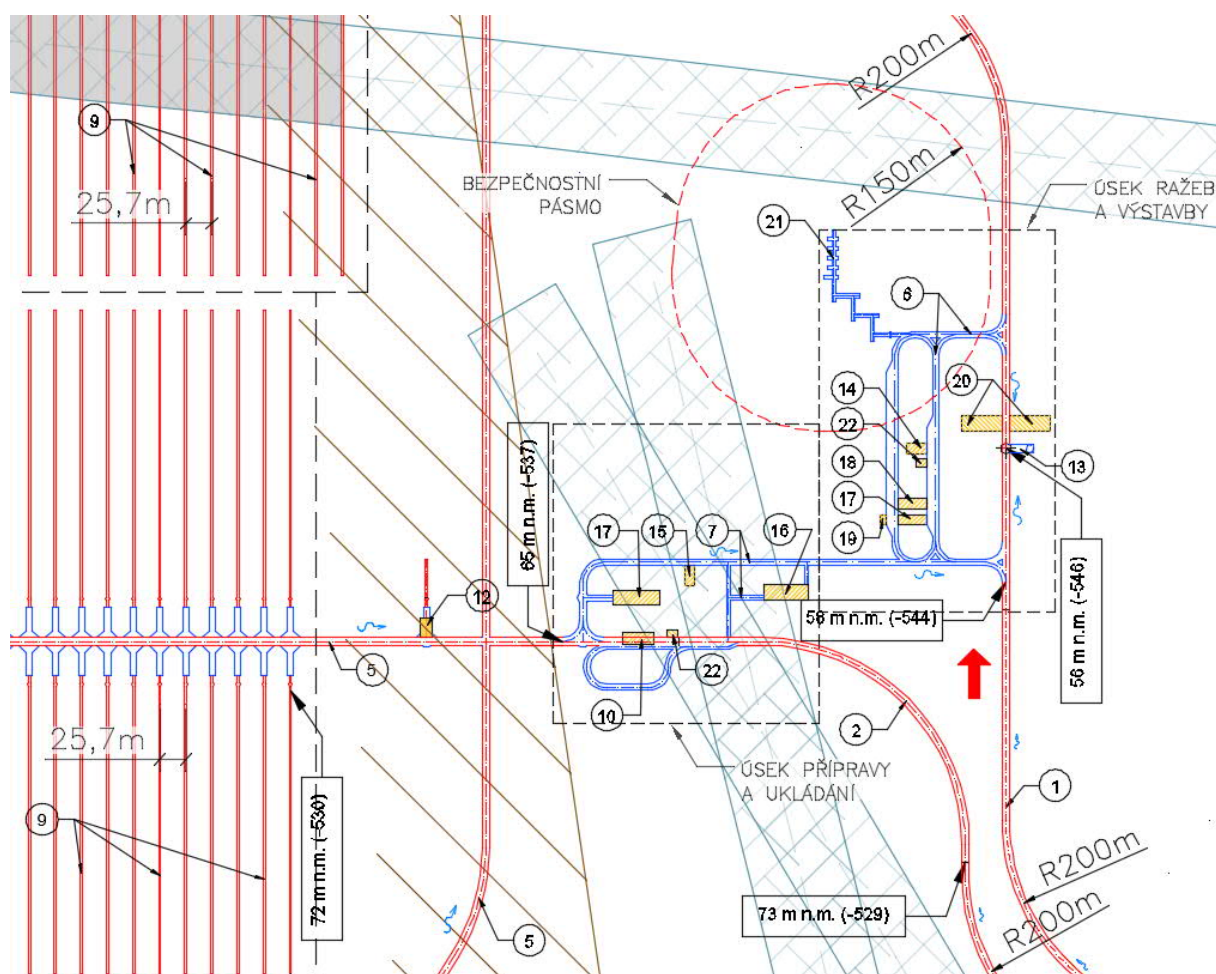 R200m
9
25,7m
BEZPEČNOSTNÍ
PÁSMO
R150m
ÚSEK RAŽEB
A VÝSTAVBY
21
6
14
20
22
18
13
17
19
65 m n.m. (-537)
17
15
7
16
12
58 m n.m. (-544)
56 m n.m. (-546)
5
22
10
2
25,7m
ÚSEK PŘÍPRAVY
A UKLÁDÁNÍ
1
9
72 m n.m. (-530)
R200m
73 m n.m. (-529)
R200m
5